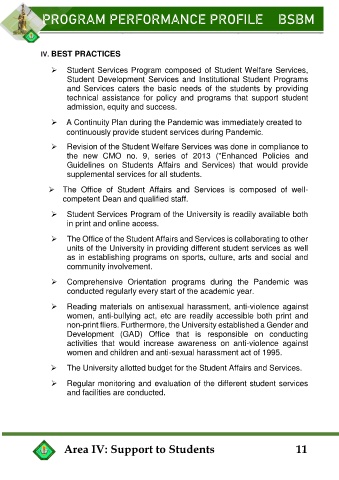 PROGRAM PERFORMANCE PROFILE BSBM
IV. BEST PRACTICES
➢ Student Services Program composed of Student Welfare Services,
Student Development Services and Institutional Student Programs
and Services caters the basic needs of the students by providing
technical assistance for policy and programs that support student
admission, equity and success.
➢ A Continuity Plan during the Pandemic was immediately created to
continuously provide student services during Pandemic.
➢ Revision of the Student Welfare Services was done in compliance to
the new CMO no. 9, series of 2013 ("Enhanced Policies and
Guidelines on Students Affairs and Services) that would provide
supplemental services for all students.
➢ The Office of Student Affairs and Services is composed of well-
competent Dean and qualified staff.
➢ Student Services Program of the University is readily available both
in print and online access.
➢ The Office of the Student Affairs and Services is collaborating to other
units of the University in providing different student services as well
as in establishing programs on sports, culture, arts and social and
community involvement.
➢ Comprehensive Orientation programs during the Pandemic was
conducted regularly every start of the academic year.
➢ Reading materials on antisexual harassment, anti-violence against
women, anti-bullying act, etc are readily accessible both print and
non-print fliers. Furthermore, the University established a Gender and
Development (GAD) Office that is responsible on conducting
activities that would increase awareness on anti-violence against
women and children and anti-sexual harassment act of 1995.
➢ The University allotted budget for the Student Affairs and Services.
➢ Regular monitoring and evaluation of the different student services
and facilities are conducted.
Area IV: Support to Students 11